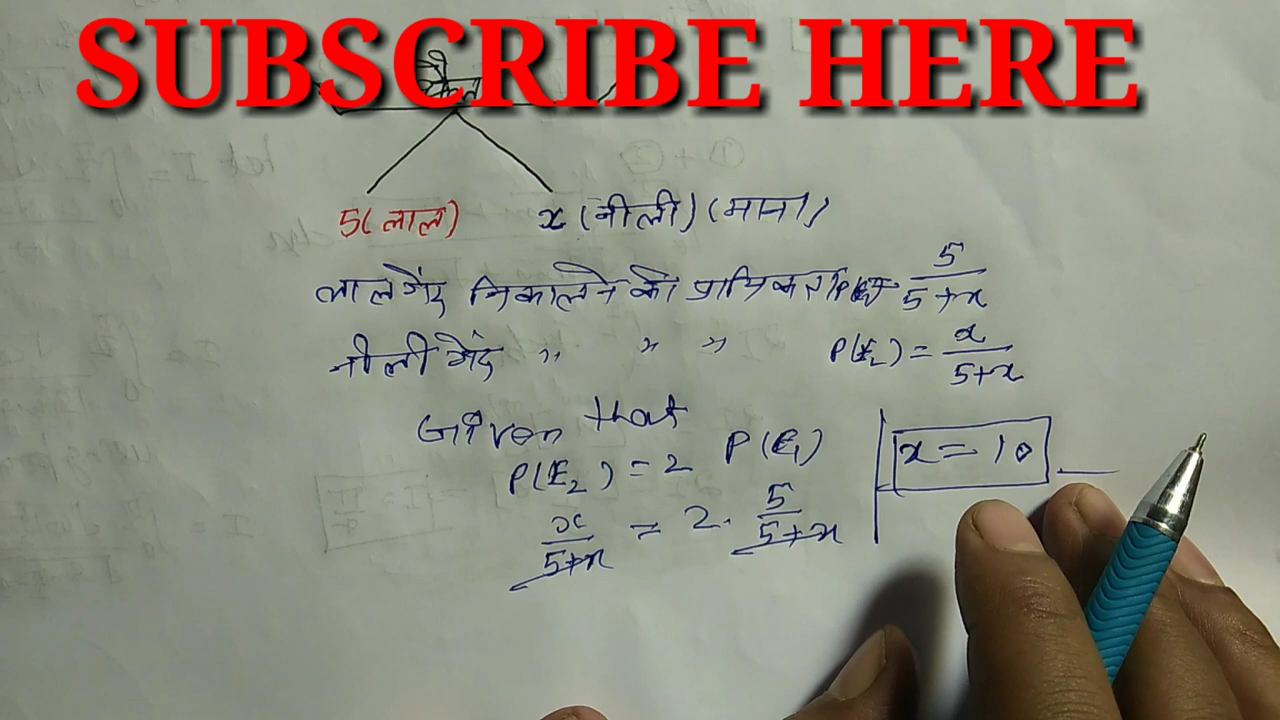 SUBSCRIBE HERE
5(लाल) x (नीली) (माना)
लाल गेंद निकालने की प्रायिकता P(E₁) = 5/(5+x)
नीली गेंद " " " P(E₂) = x/(5+x)
Given that
P(E₂) = 2 P(E₁)
x/(5+x) = 2. 5/(5+x)
x = 10